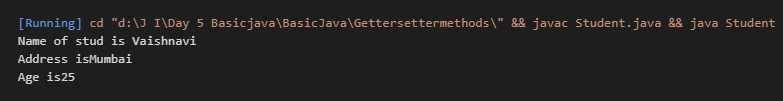 [Running] cd "d:\J I\Day 5 Basicjava\BasicJava\Gettersettermethods\" && javac Student.java && java Student
Name of stud is Vaishnavi
Address isMumbai
Age is25